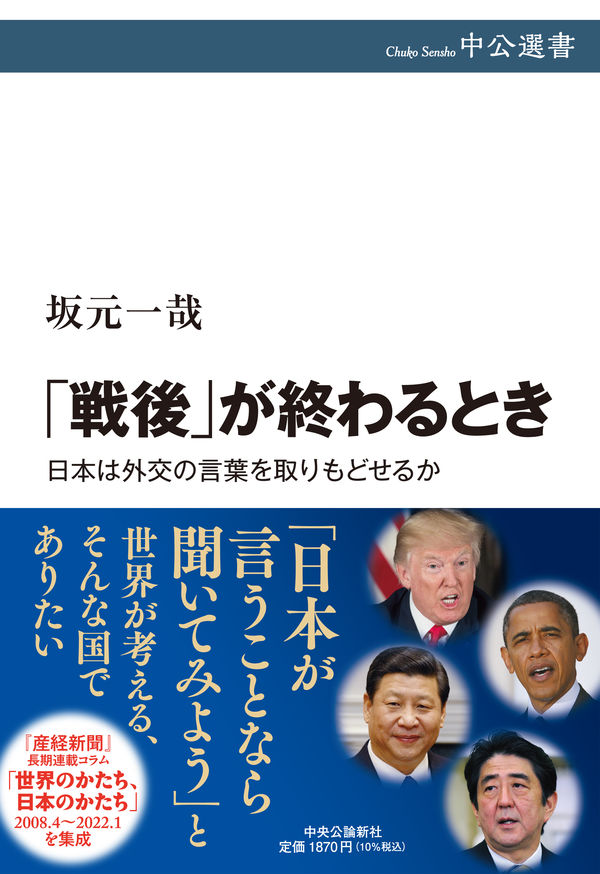 Chuko Sensho 中公選書
坂元一哉
「戦後」が終わるとき
日本は外交の言葉を取りもどせるか
「日本が
言うことなら
聞いてみよう」と
世界が考える、
そんな国で
ありたい
『産経新聞』
長期連載コラム
「世界のかたち、
日本のかたち」
2008.4～2022.1
を集成
中央公論新社
定価 1870円（10%税込）